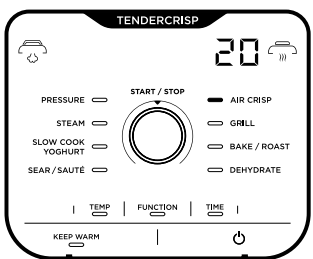 TENDERCRISP
20
PRESSURE
STEAM
SLOW COOK
YOGHURT
SEAR / SAUTÉ
START / STOP
AIR CRISP
GRILL
BAKE / ROAST
DEHYDRATE
TEMP
FUNCTION
TIME
KEEP WARM